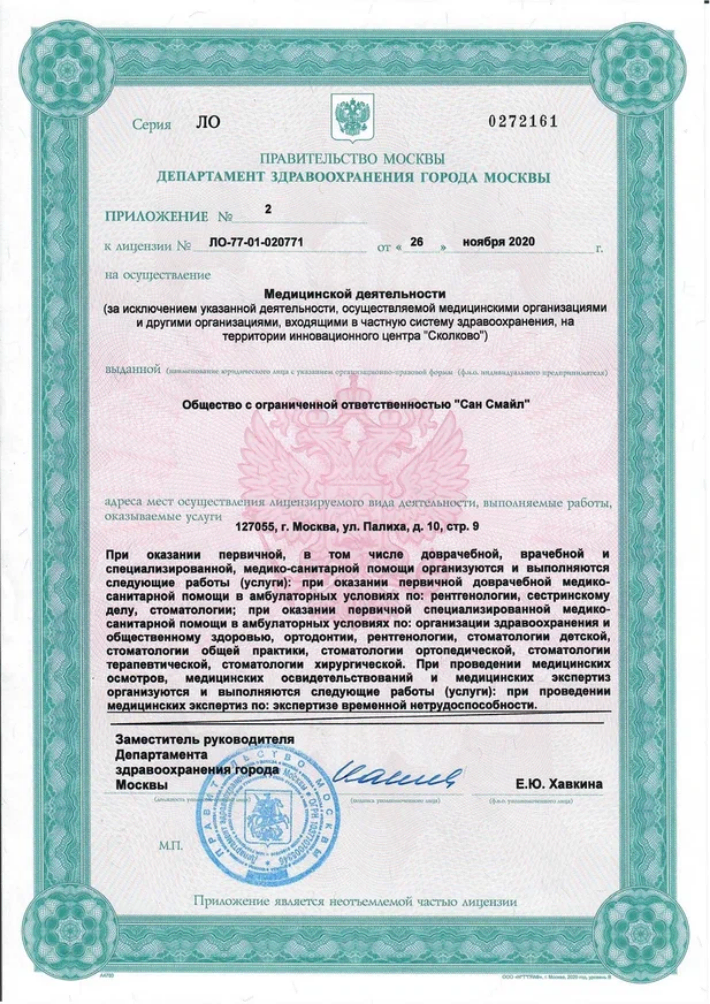 Серия ЛО 0272161
ПРАВИТЕЛЬСТВО МОСКВЫ
ДЕПАРТАМЕНТ ЗДРАВООХРАНЕНИЯ ГОРОДА МОСКВЫ
ПРИЛОЖЕНИЕ № 2
к лицензии № ЛО-77-01-020771 от « 26 » ноября 2020 г.
на осуществление
Медицинской деятельности
(за исключением указанной деятельности, осуществляемой медицинскими организациями
и другими организациями, входящими в частную систему здравоохранения, на
территории инновационного центра "Сколково")
выданной (наименование юридического лица с указанием организационно-правовой формы (ф.и.о. индивидуального предпринимателя)
Общество с ограниченной ответственностью "Сан Смайл"
адреса мест осуществления лицензируемого вида деятельности, выполняемые работы,
оказываемые услуги
127055, г. Москва, ул. Палиха, д. 10, стр. 9
При оказании первичной, в том числе доврачебной, врачебной и
специализированной, медико-санитарной помощи организуются и выполняются
следующие работы (услуги): при оказании первичной доврачебной медико-
санитарной помощи в амбулаторных условиях по: рентгенологии, сестринскому
делу, стоматологии; при оказании первичной специализированной медико-
санитарной помощи в амбулаторных условиях по: организации здравоохранения и
общественному здоровью, ортодонтии, рентгенологии, стоматологии детской,
стоматологии общей практики, стоматологии ортопедической, стоматологии
терапевтической, стоматологии хирургической. При проведении медицинских
осмотров, медицинских освидетельствований и медицинских экспертиз
организуются и выполняются следующие работы (услуги): при проведении
медицинских экспертиз по: экспертизе временной нетрудоспособности.
Заместитель руководителя
Департамента
здравоохранения города
Москвы
Е.Ю. Хавкина
(подпись уполномоченного лица)
(ф.и.о. уполномоченного лица)
ПРАВИТЕЛЬСТВО МОСКВЫ
М.П.
Приложение является неотъемлемой частью лицензии